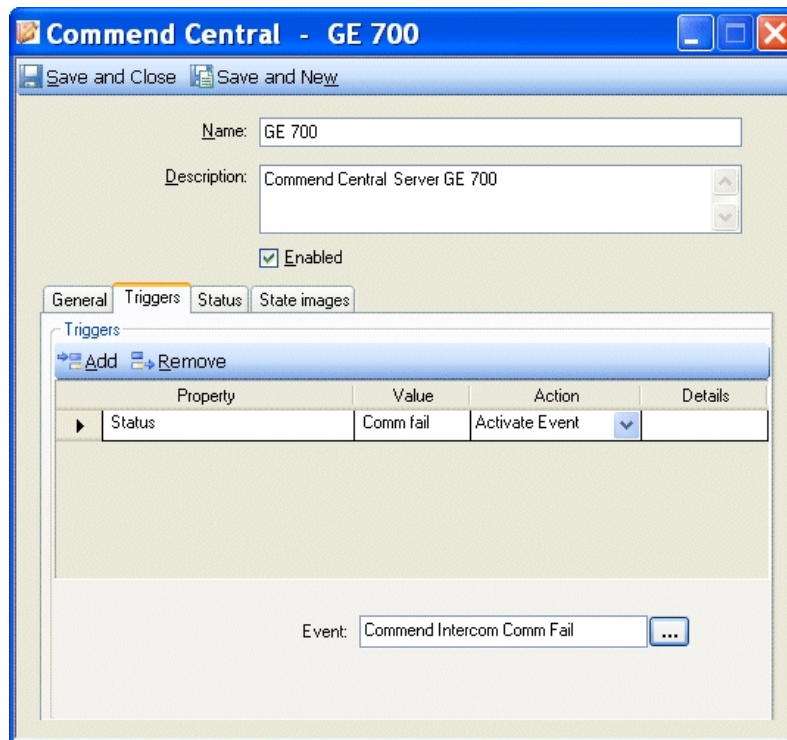 Commend Central - GE 700
Save and Close Save and New
Name: GE 700
Description: Commend Central Server GE 700
Enabled
General Triggers Status State images
Triggers
Add Remove
Property Value Action Details
Status Comm fail Activate Event
Event: Commend Intercom Comm Fail ...